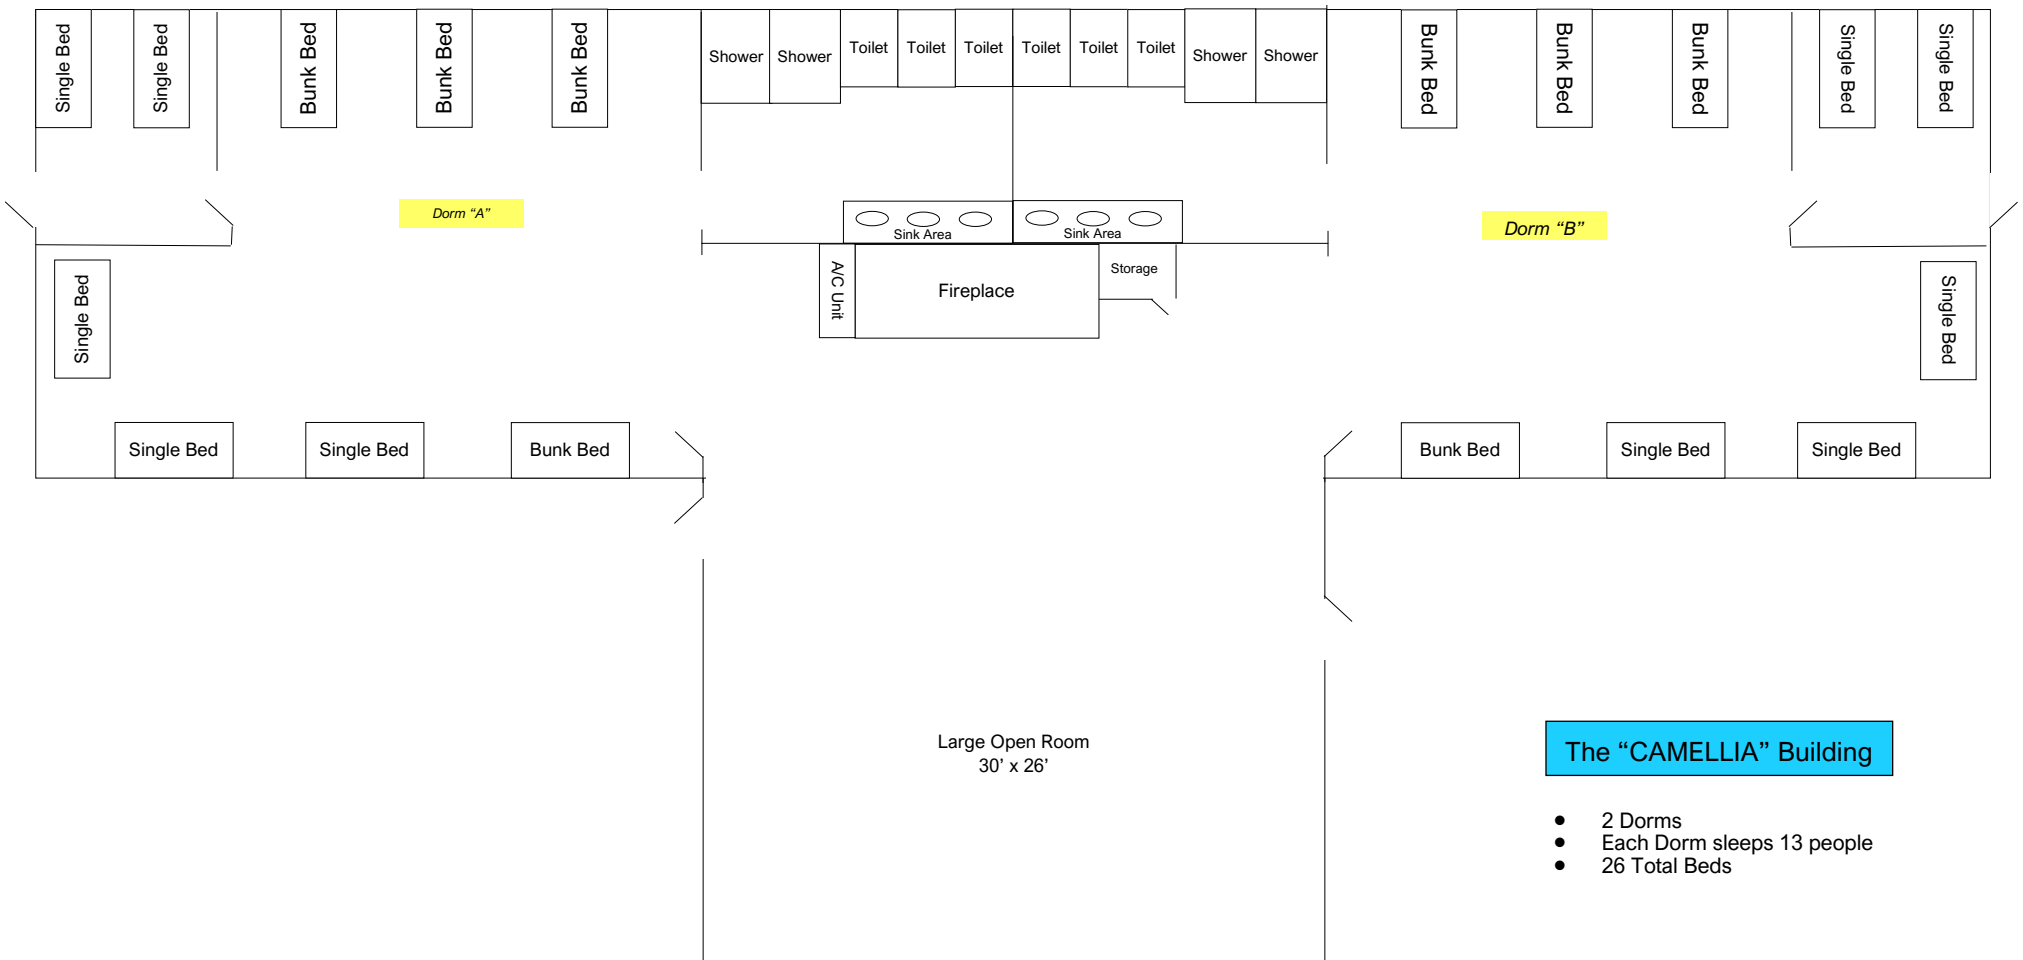 Single Bed
Single Bed
Bunk Bed
Bunk Bed
Bunk Bed
Shower
Shower
Toilet
Toilet
Toilet
Toilet
Toilet
Toilet
Shower
Shower
Bunk Bed
Bunk Bed
Bunk Bed
Single Bed
Single Bed
Dorm “A”
Sink Area
Sink Area
Dorm “B”
Single Bed
A/C Unit
Fireplace
Storage
Single Bed
Single Bed
Single Bed
Bunk Bed
Bunk Bed
Single Bed
Single Bed
Large Open Room
30’ x 26’
The “CAMELLIA” Building
● 2 Dorms
● Each Dorm sleeps 13 people
● 26 Total Beds